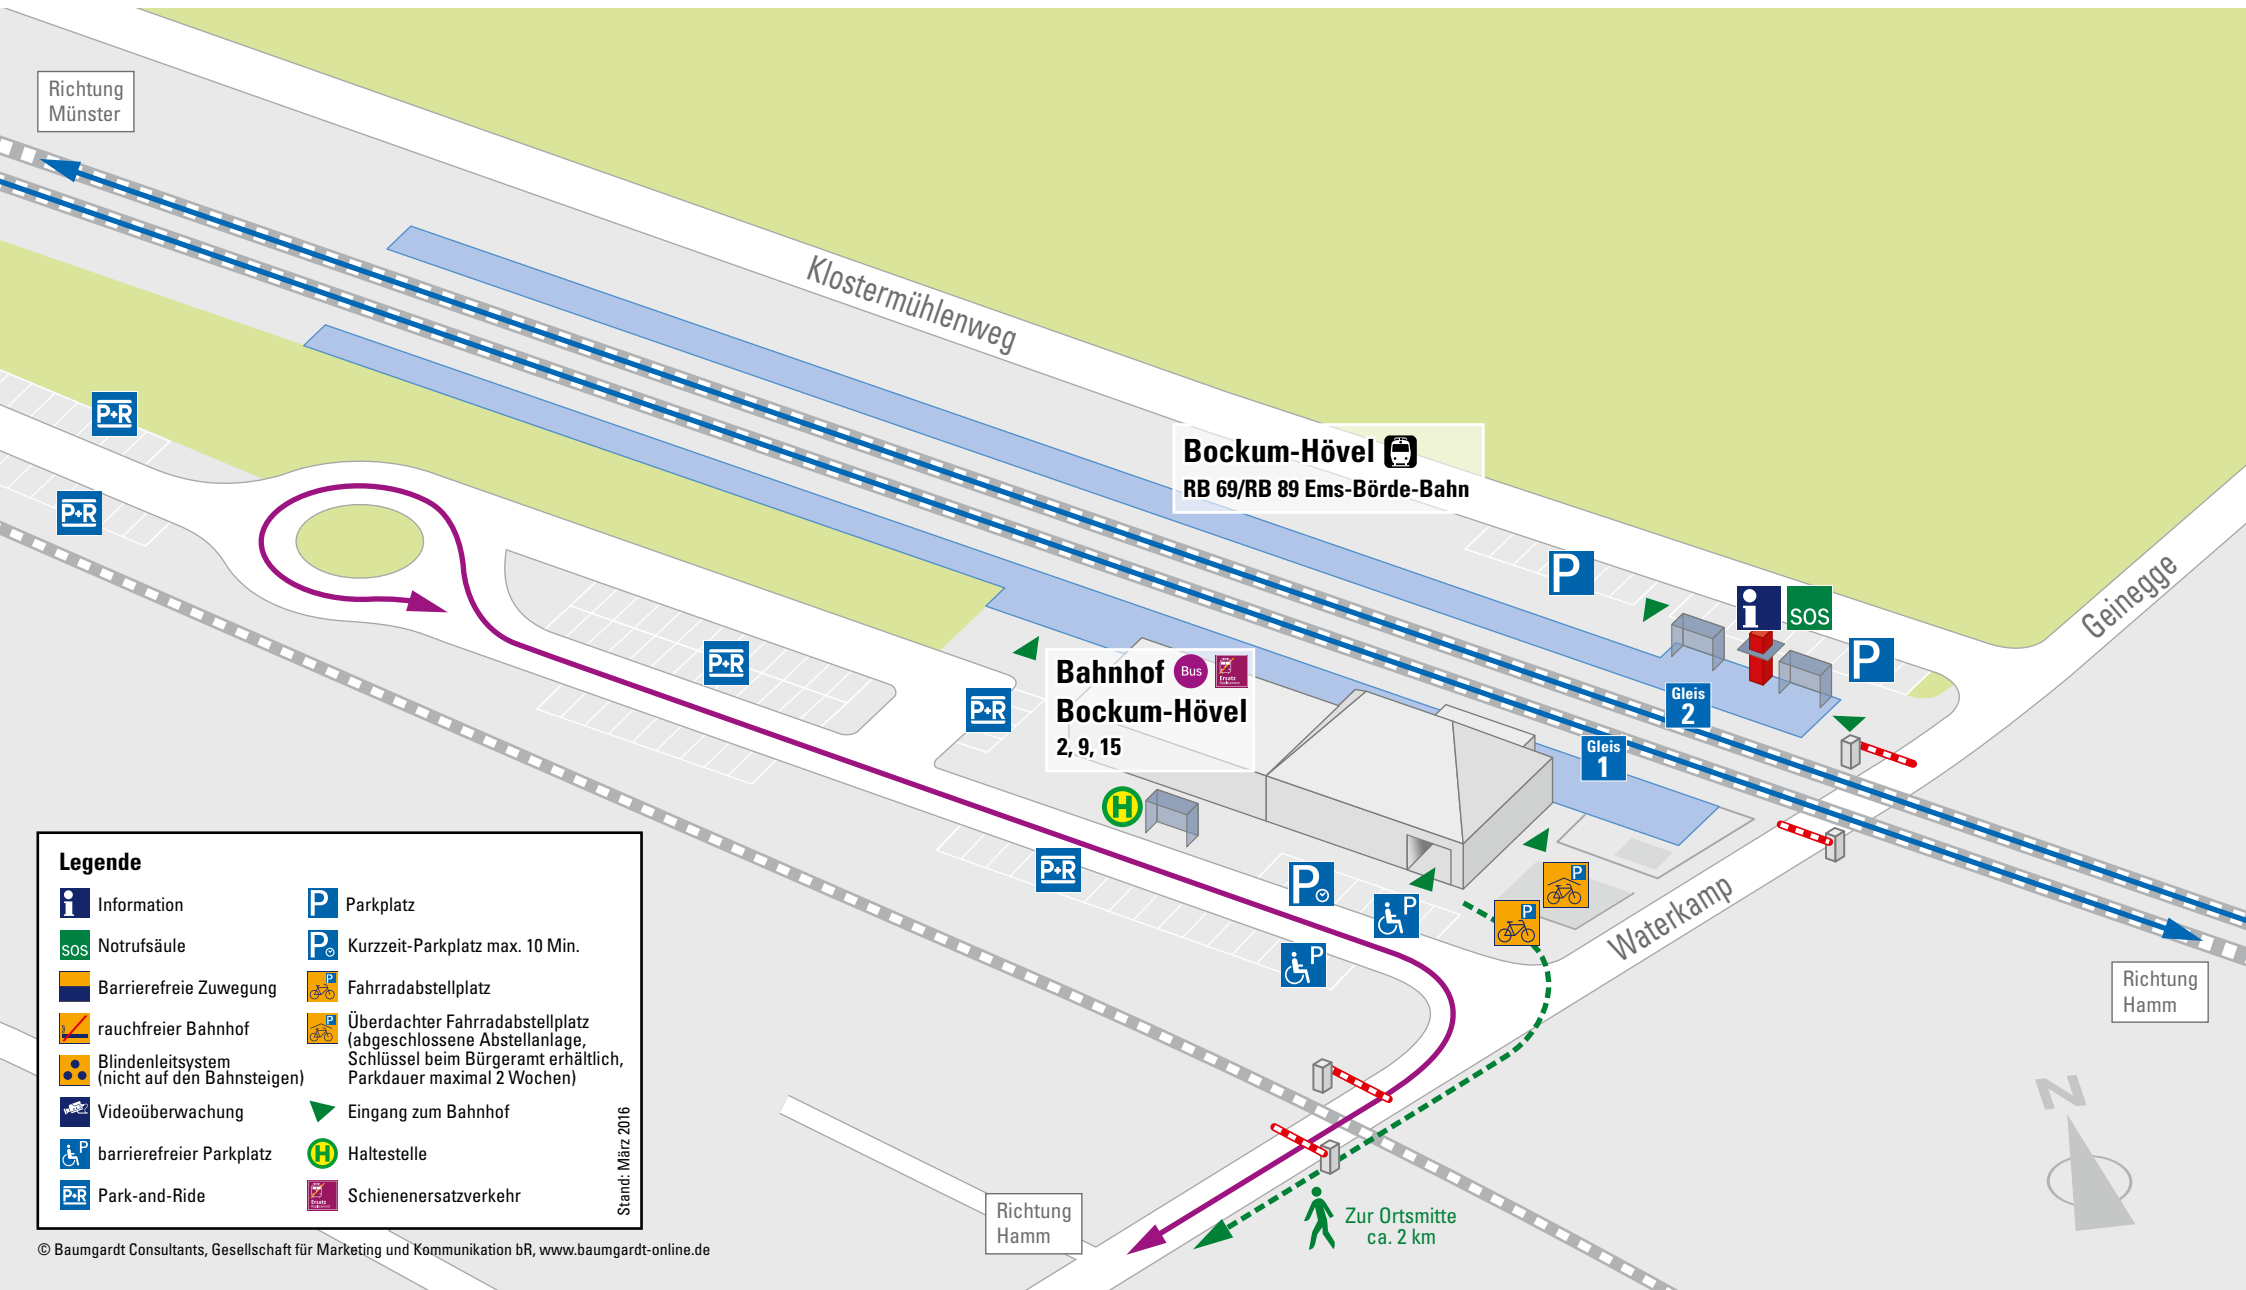 Richtung
Münster
Klostermühlenweg
Bockum-Hövel
RB 69/RB 89 Ems-Börde-Bahn
P+R
P+R
P
i
SOS
P
Geinegge
P+R
P+R
Bahnhof Bus Ersatz
Bockum-Hövel
2, 9, 15
Gleis
2
Gleis
1
H
P+R
P
P
P
P
P
Waterkamp
Richtung
Hamm
N
Richtung
Hamm
Zur Ortsmitte
ca. 2 km
Legende
i Information
SOS Notrufsäule
Barrierefreie Zuwegung
rauchfreier Bahnhof
Blindenleitsystem
(nicht auf den Bahnsteigen)
Videoüberwachung
P barrierefreier Parkplatz
P+R Park-and-Ride
P Parkplatz
P Kurzzeit-Parkplatz max. 10 Min.
P Fahrradabstellplatz
P Überdachter Fahrradabstellplatz
(abgeschlossene Abstellanlage,
Schlüssel beim Bürgeramt erhältlich,
Parkdauer maximal 2 Wochen)
Eingang zum Bahnhof
H Haltestelle
Ersatz Schienenersatzverkehr
Stand: März 2016
© Baumgardt Consultants, Gesellschaft für Marketing und Kommunikation bR, www.baumgardt-online.de